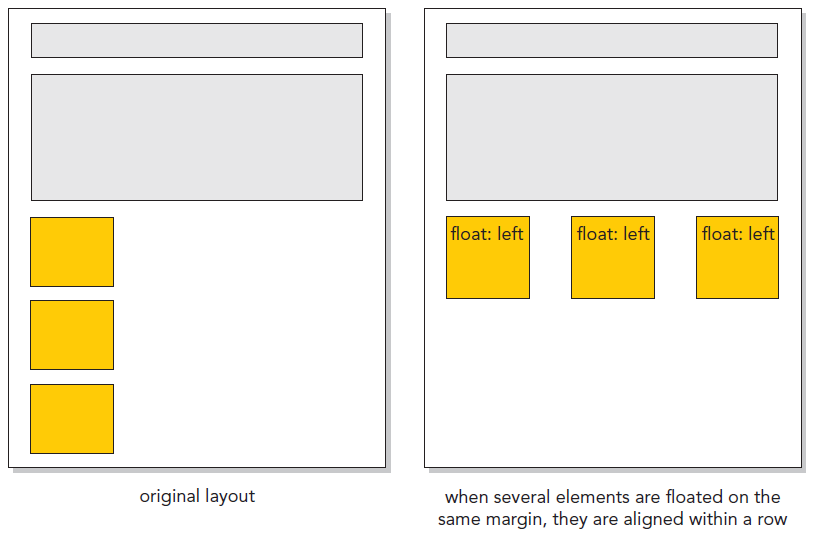 float: left
float: left
float: left
original layout
when several elements are floated on the
same margin, they are aligned within a row